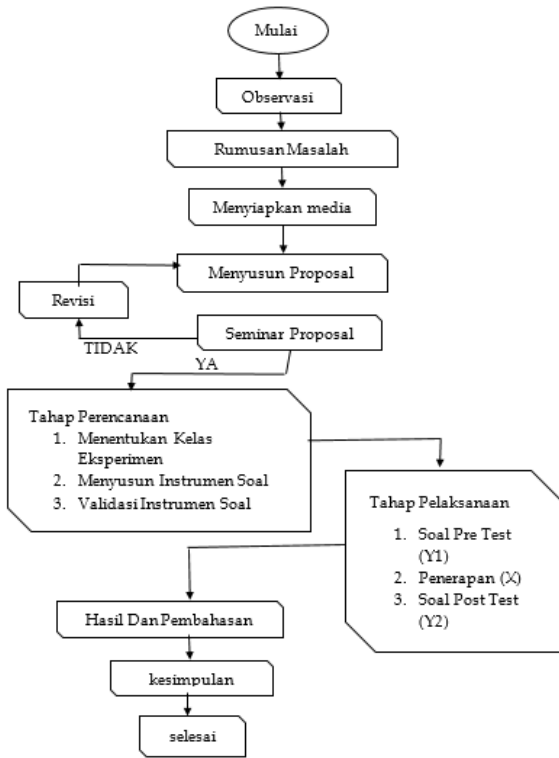 Mulai
Observasi
Rumusan Masalah
Menyiapkan media
Menyusun Proposal
Revisi
Seminar Proposal
TIDAK
YA
Tahap Perencanaan
1. Menentukan Kelas
Eksperimen
2. Menyusun Instrumen Soal
3. Validasi Instrumen Soal
Tahap Pelaksanaan
1. Soal Pre Test
(Y1)
2. Penerapan (X)
3. Soal Post Test
(Y2)
Hasil Dan Pembahasan
kesimpulan
selesai